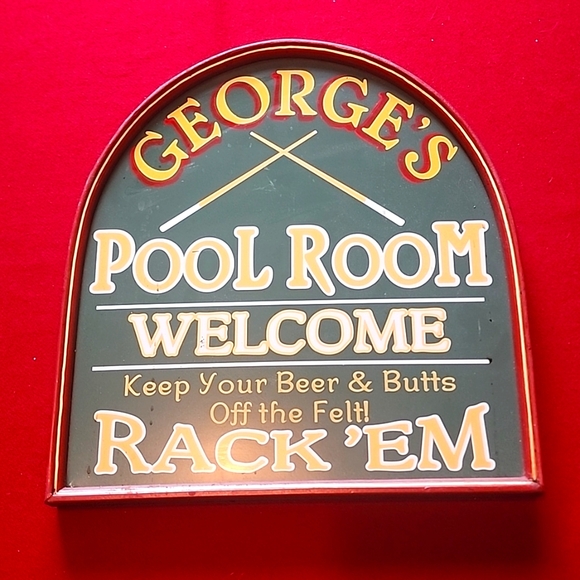 GEORGE'S
POOL ROOM
WELCOME
Keep Your Beer & Butts
Off the Felt!
RACK 'EM